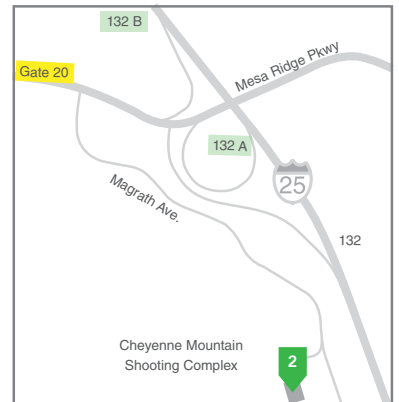 132 B
Mesa Ridge Pkwy
Gate 20
132 A
25
Magrath Ave.
132
Cheyenne Mountain
Shooting Complex
2